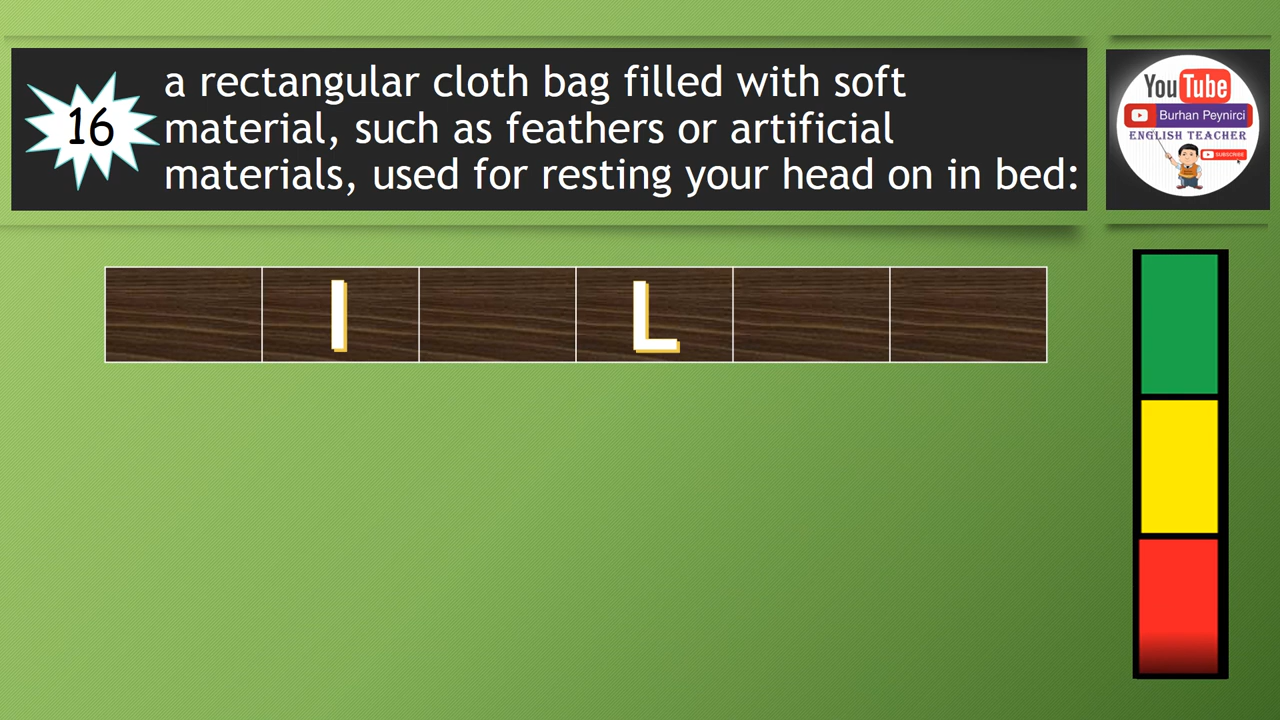 16
a rectangular cloth bag filled with soft
material, such as feathers or artificial
materials, used for resting your head on in bed:
YouTube
Burhan Peynirci
ENGLISH TEACHER
SUBSCRIBE
I L